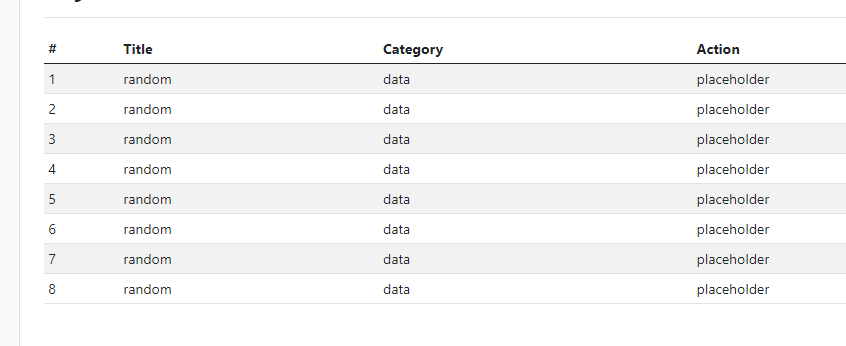 # Title Category Action
1 random data placeholder
2 random data placeholder
3 random data placeholder
4 random data placeholder
5 random data placeholder
6 random data placeholder
7 random data placeholder
8 random data placeholder